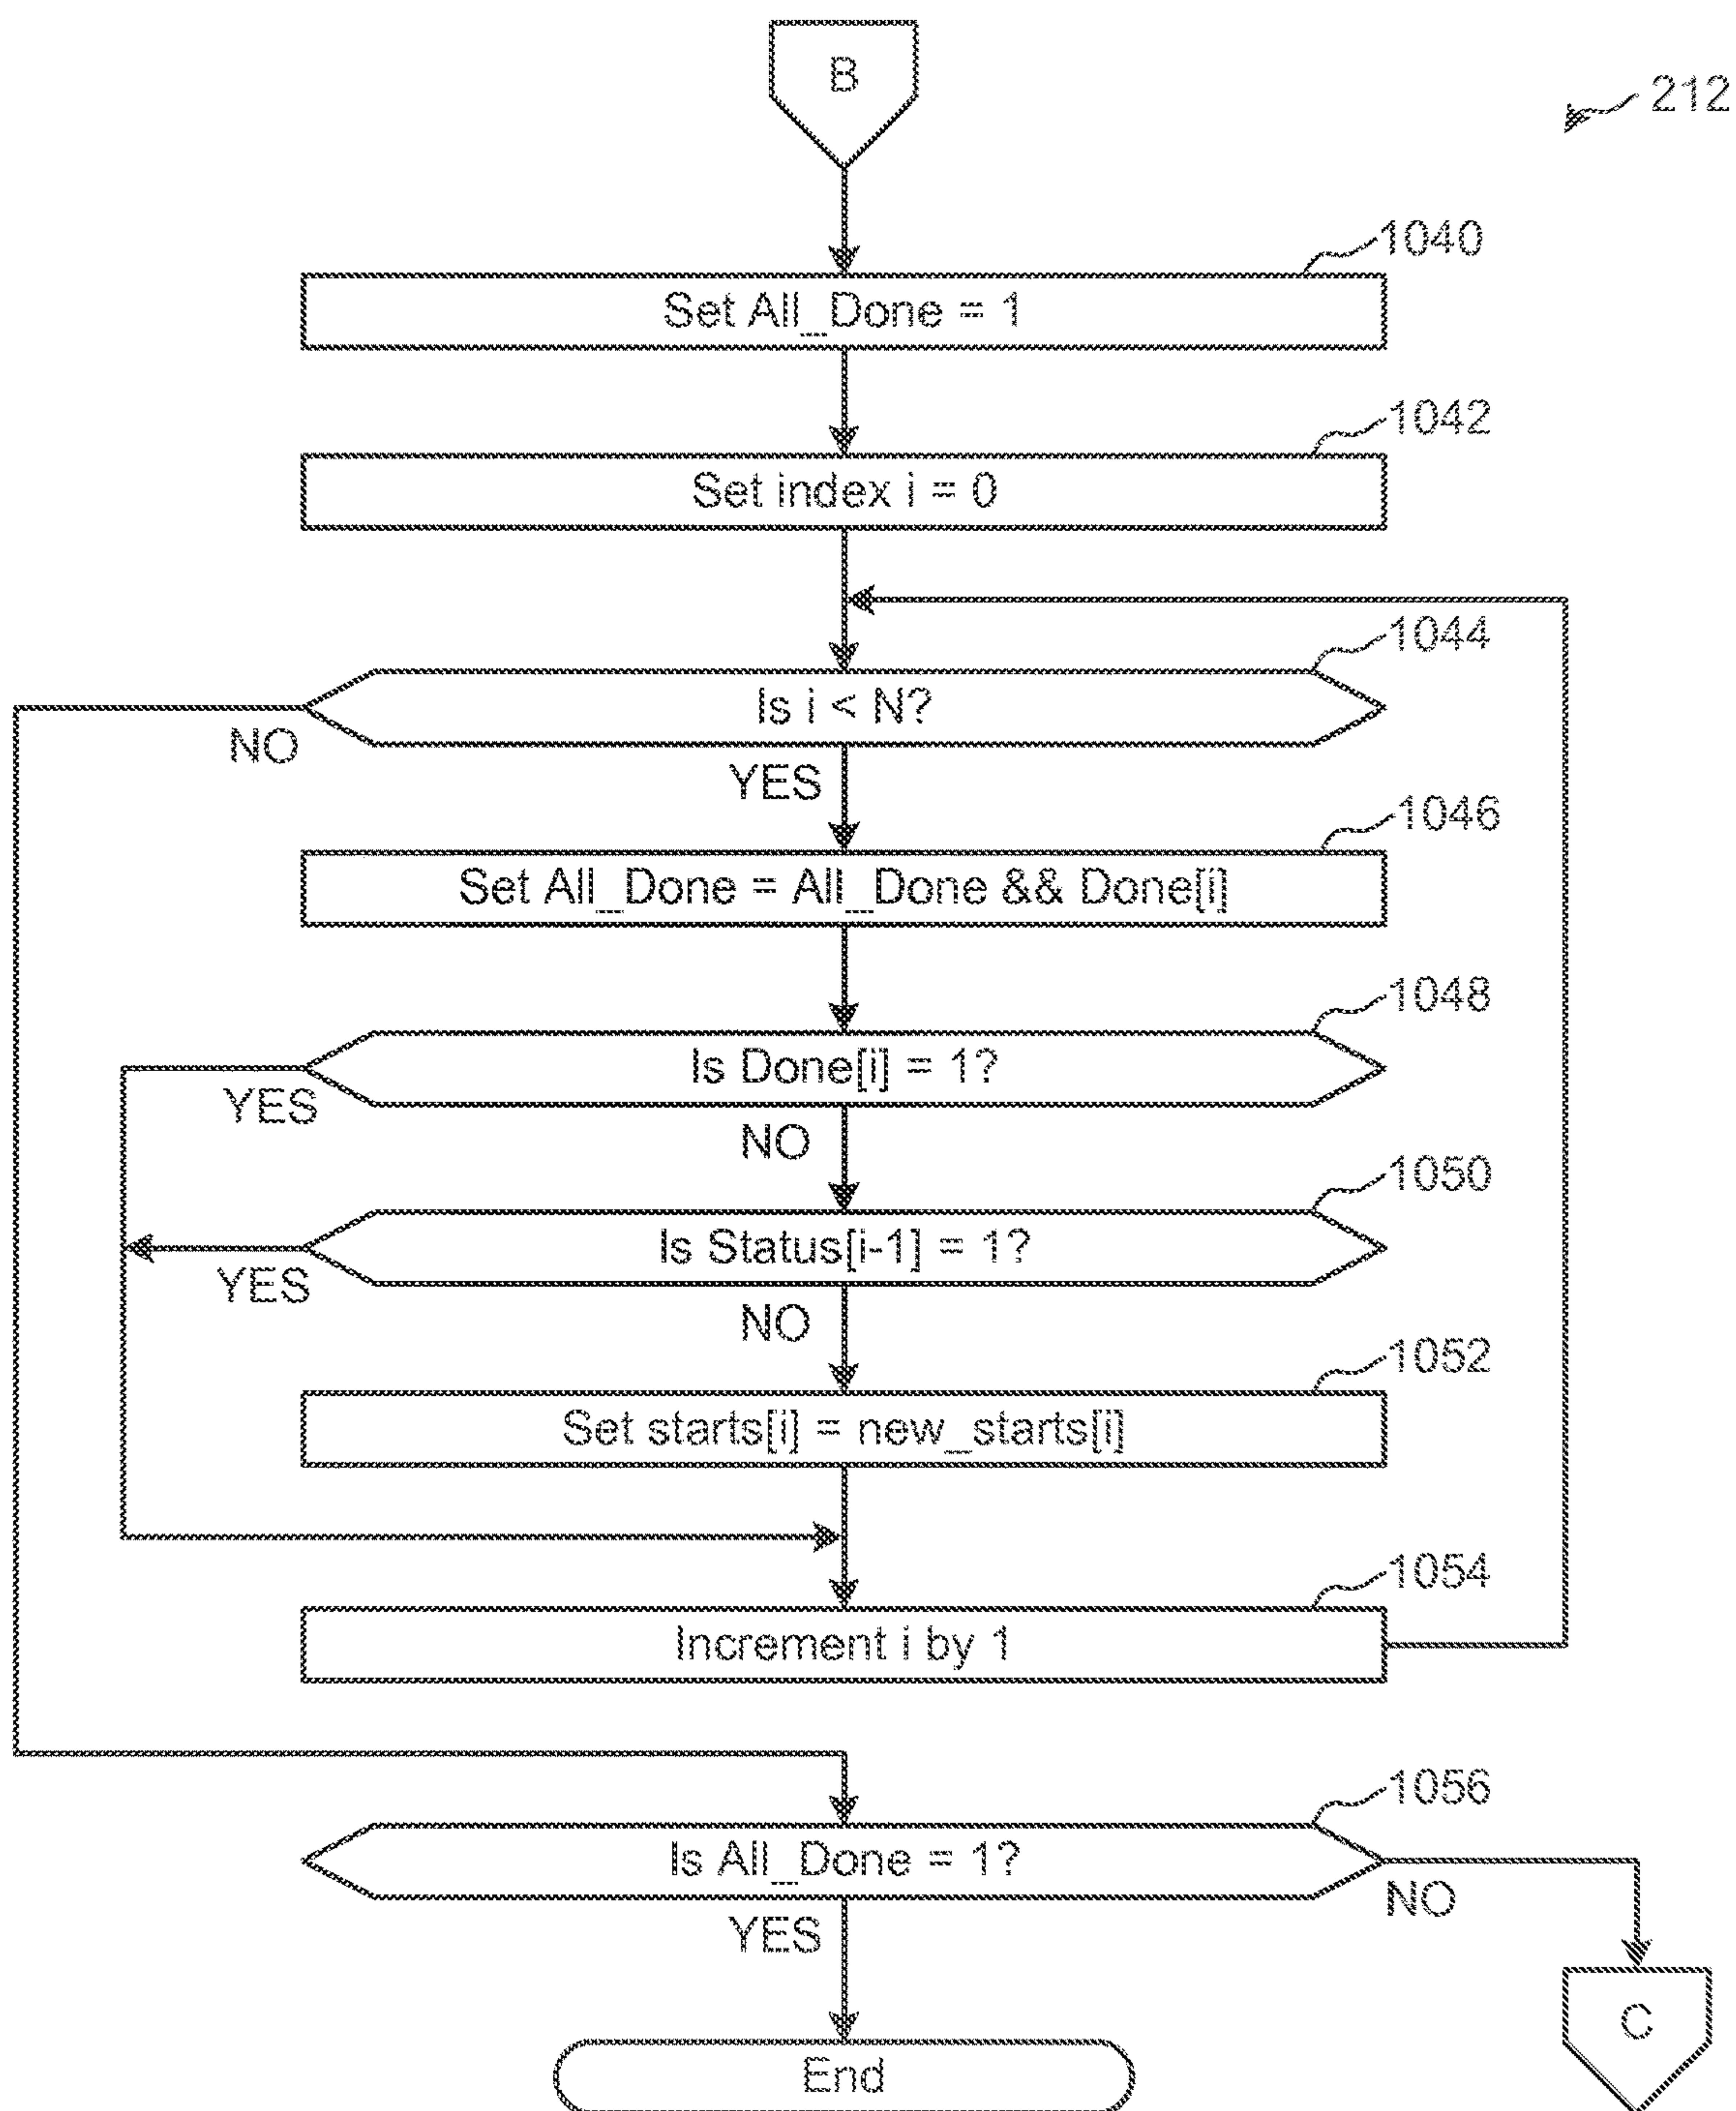 B
212
1040
Set All_Done = 1
1042
Set index i = 0
1044
Is i < N?
NO
YES
1046
Set All_Done = All_Done && Done[i]
1048
Is Done[i] = 1?
YES
NO
1050
Is Status[i-1] = 1?
YES
NO
1052
Set starts[i] = new_starts[i]
1054
Increment i by 1
1056
Is All_Done = 1?
YES
NO
C
End